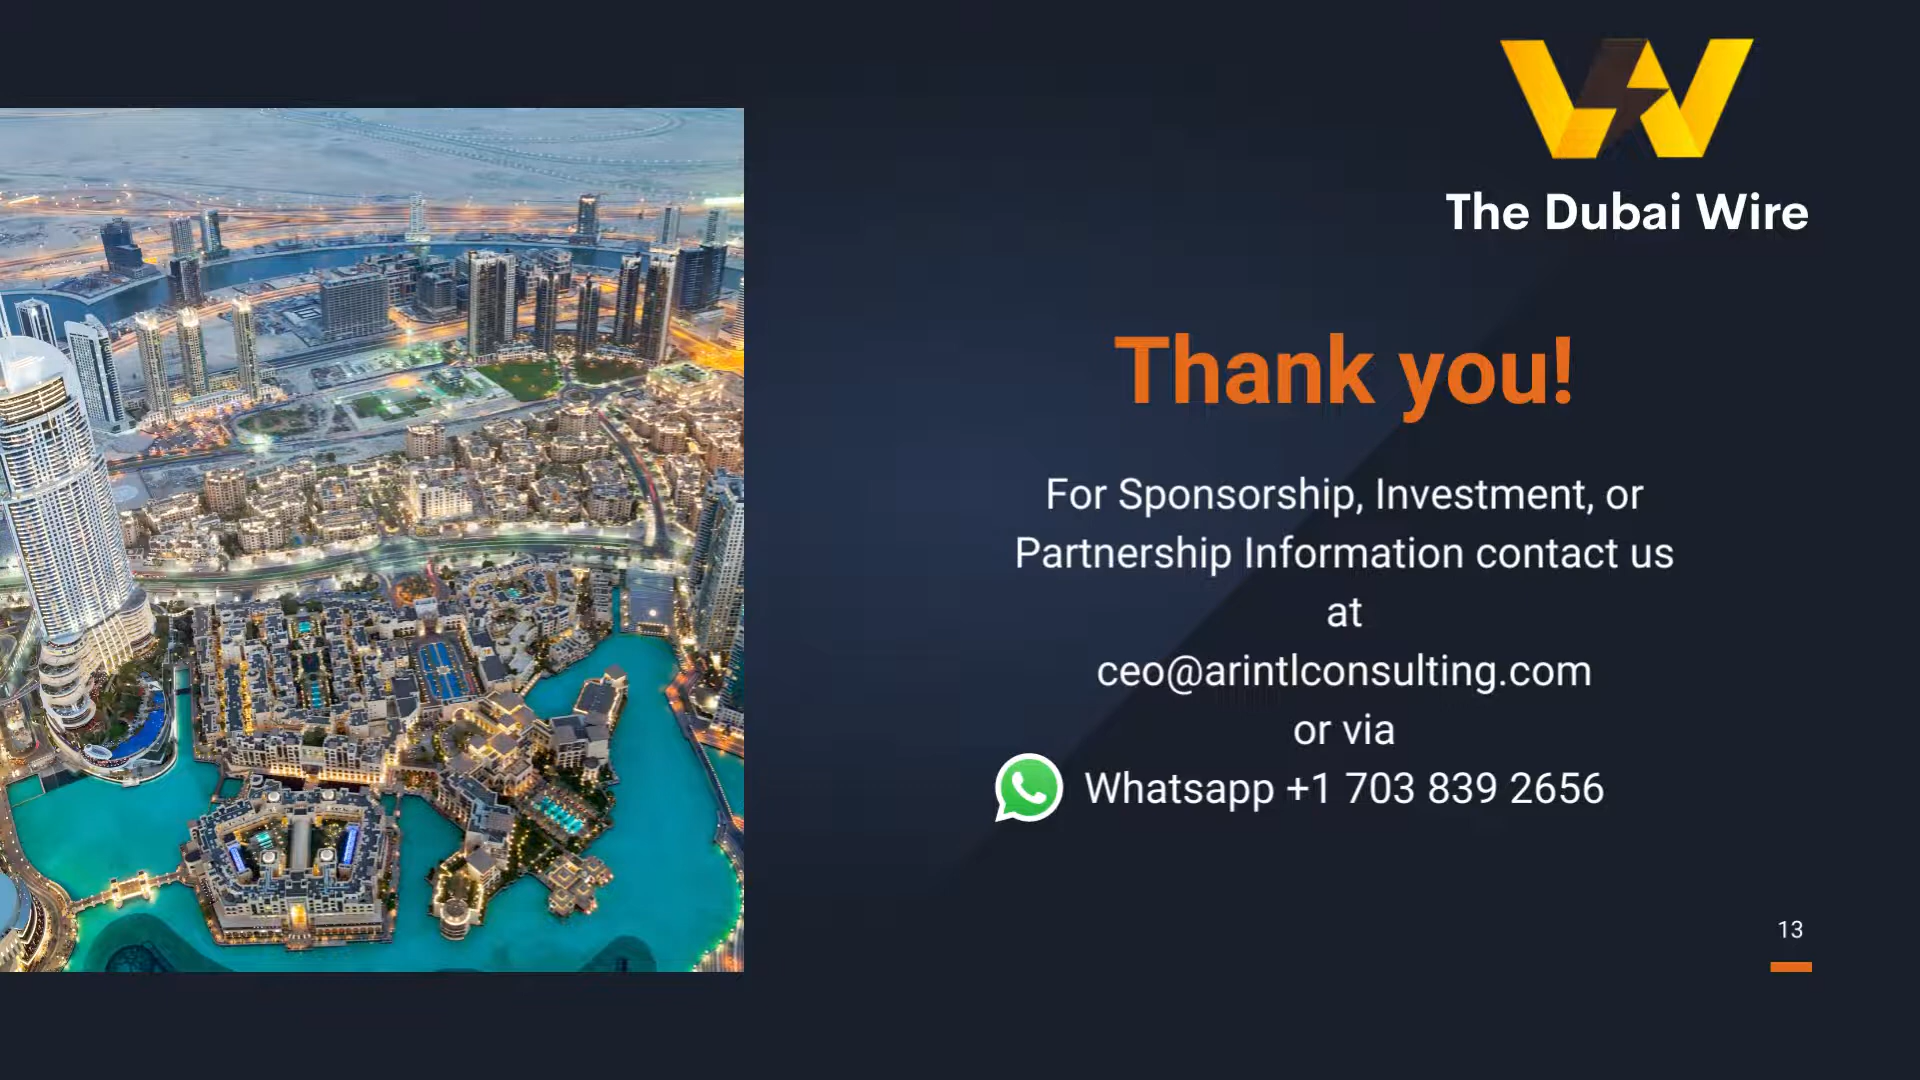 The Dubai Wire
Thank you!
For Sponsorship, Investment, or
Partnership Information contact us
at
ceo@arintlconsulting.com
or via
Whatsapp +1 703 839 2656
13